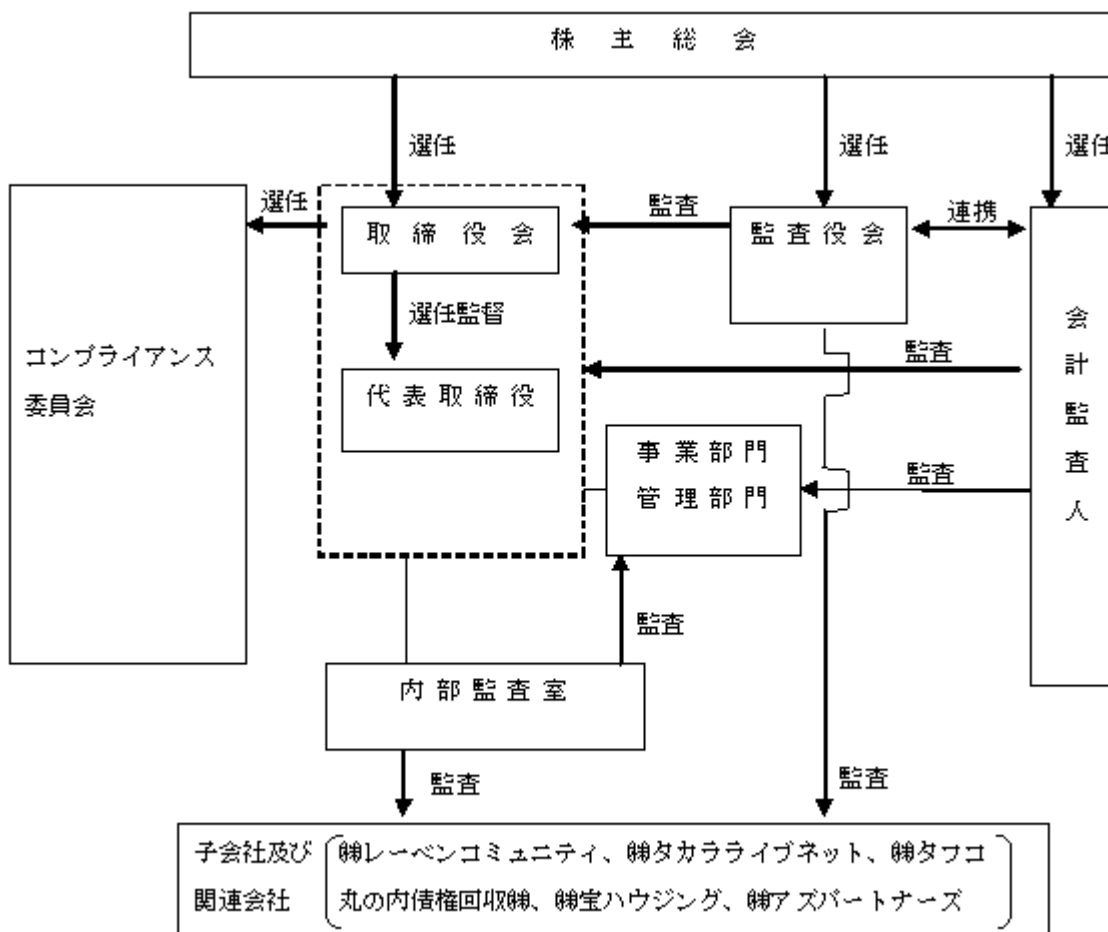 株主総会
選任
選任
選任
選任
監査
連携
取締役会
監査役会
選任監督
会計監査人
コンプライアンス
委員会
監査
代表取締役
事業部門
管理部門
監査
監査
内部監査室
監査
監査
子会社及び
関連会社
㈱レーベンコミュニティ、㈱タカラライブネット、㈱タフコ
丸の内債権回収㈱、㈱宝ハウジング、㈱アズパートナーズ